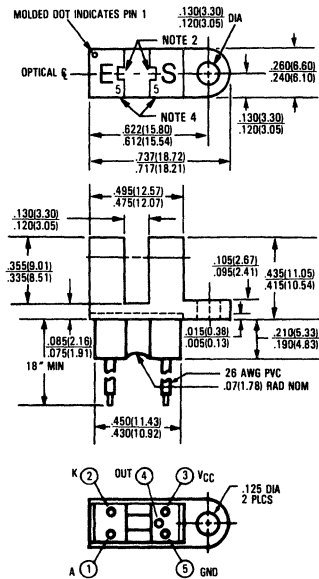 MOLDED DOT INDICATES PIN 1
.130(3.30)
.120(3.05)
DIA
NOTE 2
OPTICAL ℄
E
S
5
5
.260(6.60)
.240(6.10)
NOTE 4
.622(15.80)
.612(15.54)
.130(3.30)
.120(3.05)
.737(18.72)
.717(18.21)
.495(12.57)
.475(12.07)
.130(3.30)
.120(3.05)
.355(9.01)
.335(8.51)
.105(2.67)
.095(2.41)
.435(11.05)
.415(10.54)
.085(2.16)
.075(1.91)
.015(0.38)
.005(0.13)
.210(5.33)
.190(4.83)
18" MIN
26 AWG PVC
.07(1.78) RAD NOM
.450(11.43)
.430(10.92)
K 2 OUT 4 3 VCC
.125 DIA
2 PLCS
A 1 5 GND